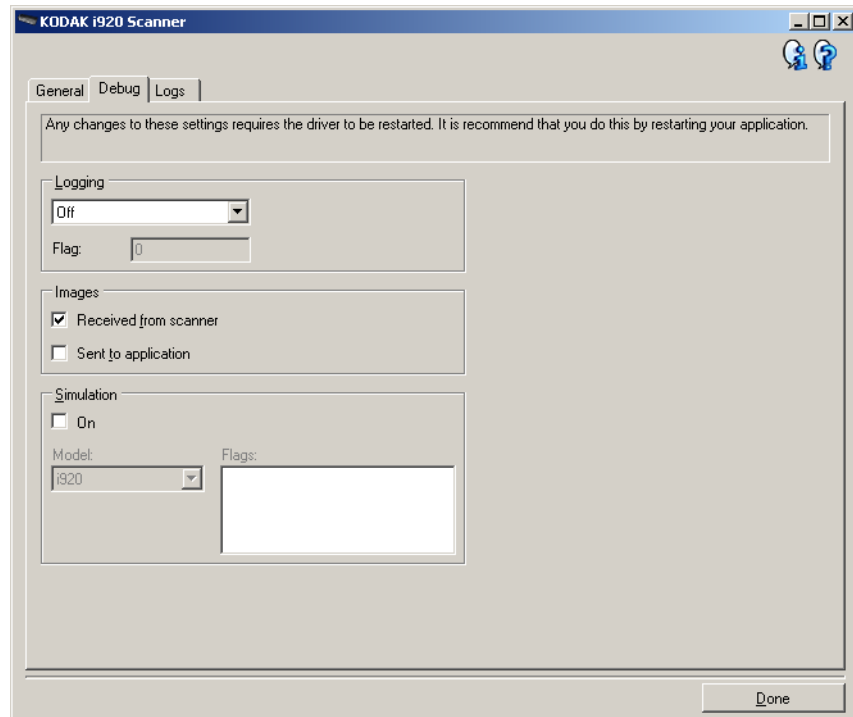 KODAK i920 Scanner
General Debug Logs
Any changes to these settings requires the driver to be restarted. It is recommend that you do this by restarting your application.
Logging
Off
Flag: 0
Images
Received from scanner
Sent to application
Simulation
On
Model: Flags:
i920
Done